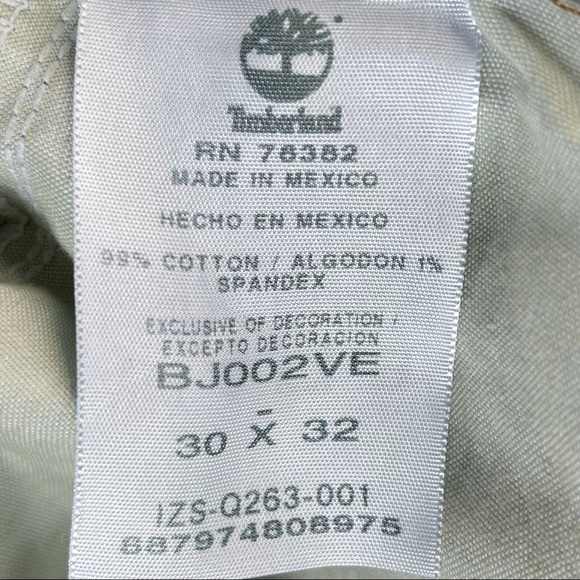 Timberland
RN 76382
MADE IN MEXICO
HECHO EN MEXICO
99% COTTON / ALGODON 1%
SPANDEX
EXCLUSIVE OF DECORATION /
EXCEPTO DECORACION
BJ002VE
-
30 X 32
IZS-Q263-001
887974808975